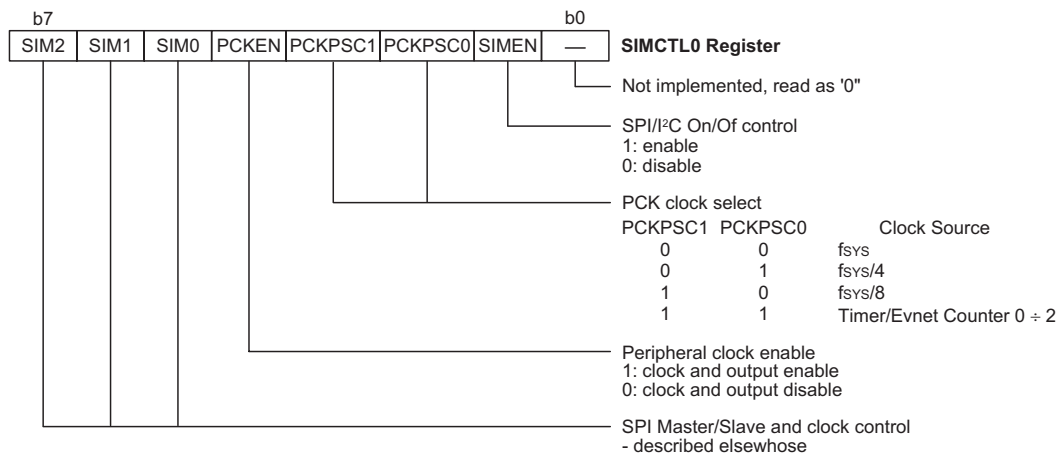 b7 b0
SIM2 SIM1 SIM0 PCKEN PCKPSC1 PCKPSC0 SIMEN — SIMCTL0 Register
Not implemented, read as '0"
SPI/I²C On/Of control
1: enable
0: disable
PCK clock select
PCKPSC1 PCKPSC0 Clock Source
0 0 fSYS
0 1 fSYS/4
1 0 fSYS/8
1 1 Timer/Evnet Counter 0 ÷ 2
Peripheral clock enable
1: clock and output enable
0: clock and output disable
SPI Master/Slave and clock control
- described elsewhose